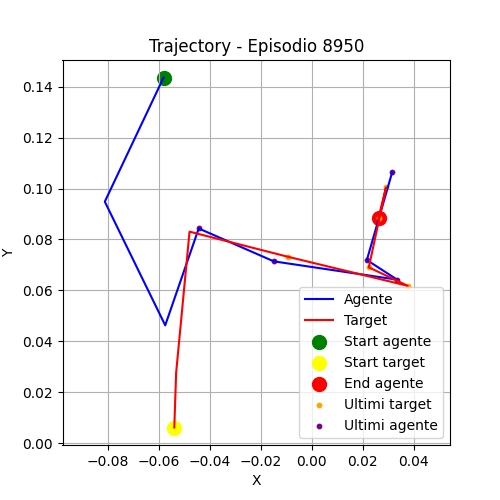 Trajectory - Episodio 8950
Y
0.14
0.12
0.10
0.08
0.06
0.04
0.02
0.00
Agente
Target
Start agente
Start target
End agente
Ultimi target
Ultimi agente
−0.08 −0.06 −0.04 −0.02 0.00 0.02 0.04
X